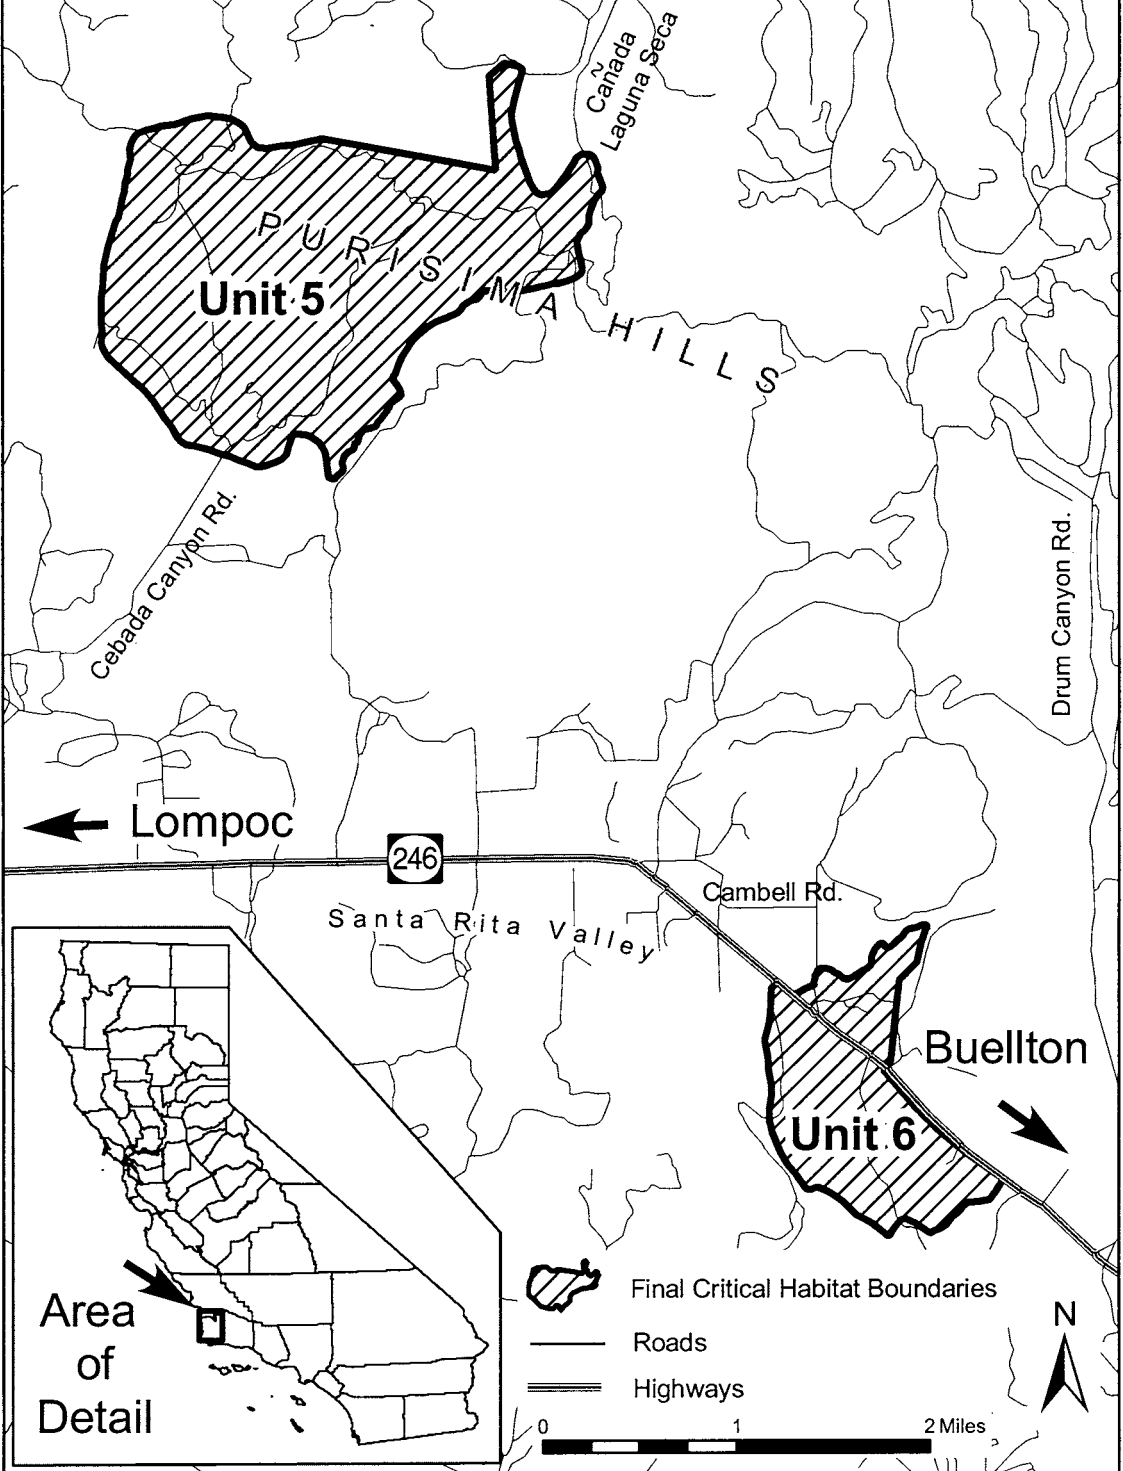 Cañada
Laguna Seca
PURISIMA HILLS
Unit 5
Cebada Canyon Rd.
Drum Canyon Rd.
Lompoc
246
Cambell Rd.
Santa Rita Valley
Buellton
Unit 6
Area
of
Detail
Final Critical Habitat Boundaries
Roads
Highways
N
0 1 2 Miles